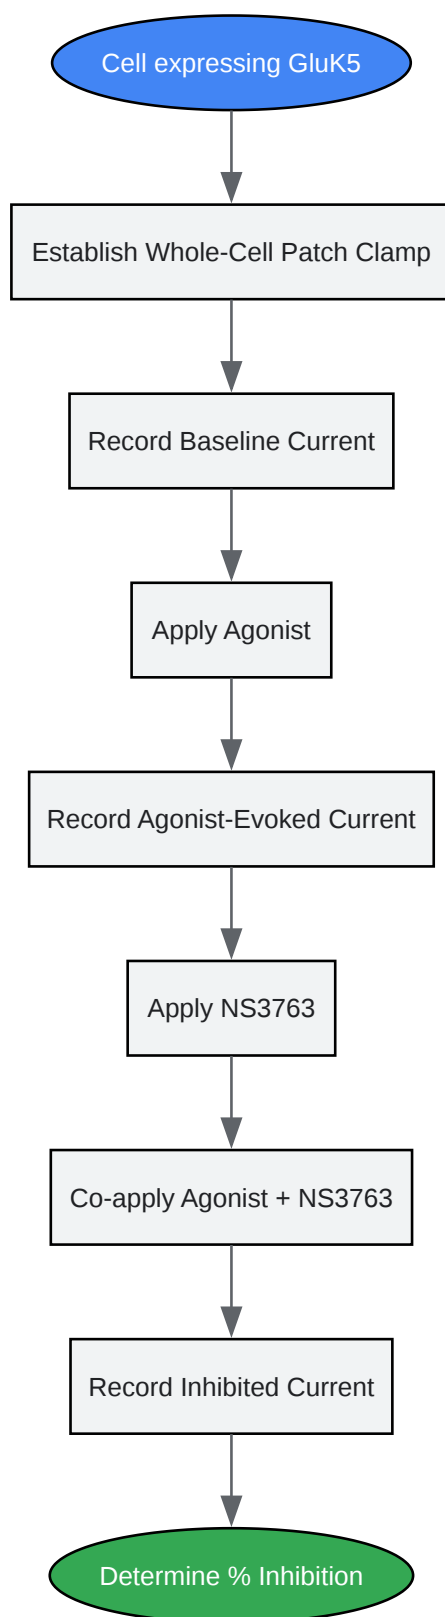 Cell expressing GluK5
Establish Whole-Cell Patch Clamp
Record Baseline Current
Apply Agonist
Record Agonist-Evoked Current
Apply NS3763
Co-apply Agonist + NS3763
Record Inhibited Current
Determine % Inhibition